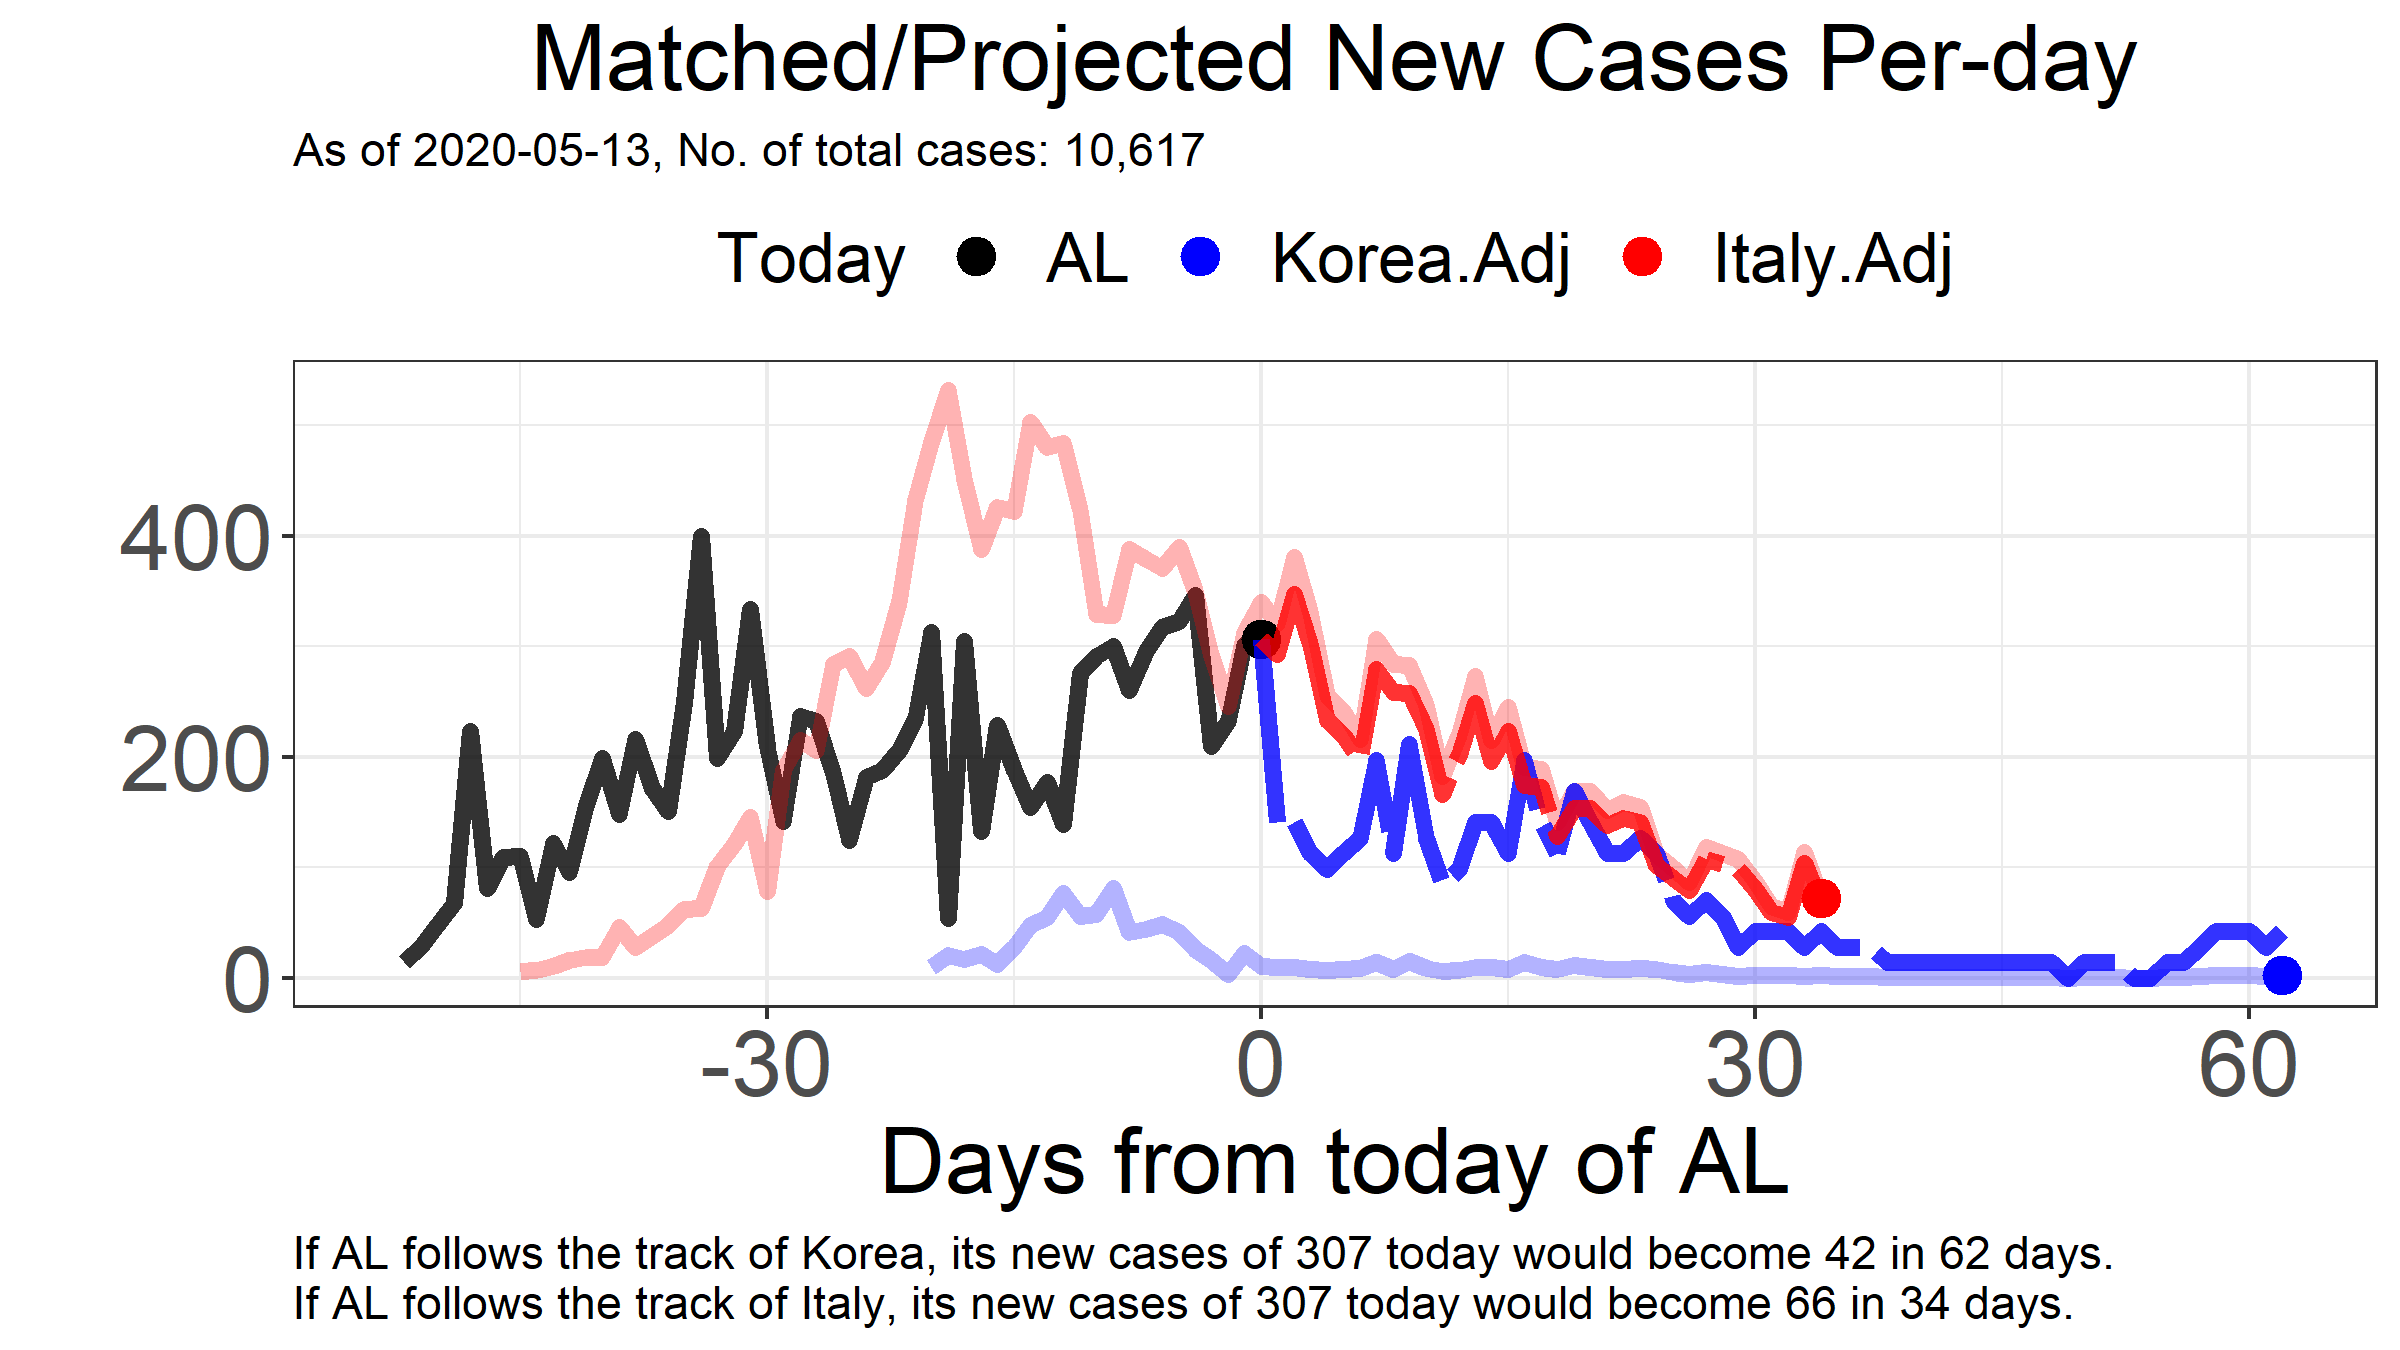 Matched/Projected New Cases Per-day
As of 2020-05-13, No. of total cases: 10,617
Today AL Korea.Adj Italy.Adj
400
200
0
-30 0 30 60
Days from today of AL
If AL follows the track of Korea, its new cases of 307 today would become 42 in 62 days.
If AL follows the track of Italy, its new cases of 307 today would become 66 in 34 days.